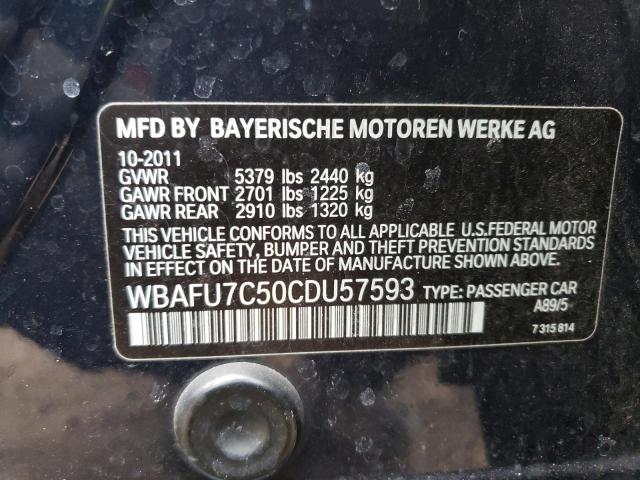 MFD BY BAYERISCHE MOTOREN WERKE AG
10-2011
GVWR 5379 lbs 2440 kg
GAWR FRONT 2701 lbs 1225 kg
GAWR REAR 2910 lbs 1320 kg
THIS VEHICLE CONFORMS TO ALL APPLICABLE U.S.FEDERAL MOTOR
VEHICLE SAFETY, BUMPER AND THEFT PREVENTION STANDARDS
IN EFFECT ON THE DATE OF MANUFACTURE SHOWN ABOVE.
WBAFU7C50CDU57593 TYPE: PASSENGER CAR
A89/5
7 315 814